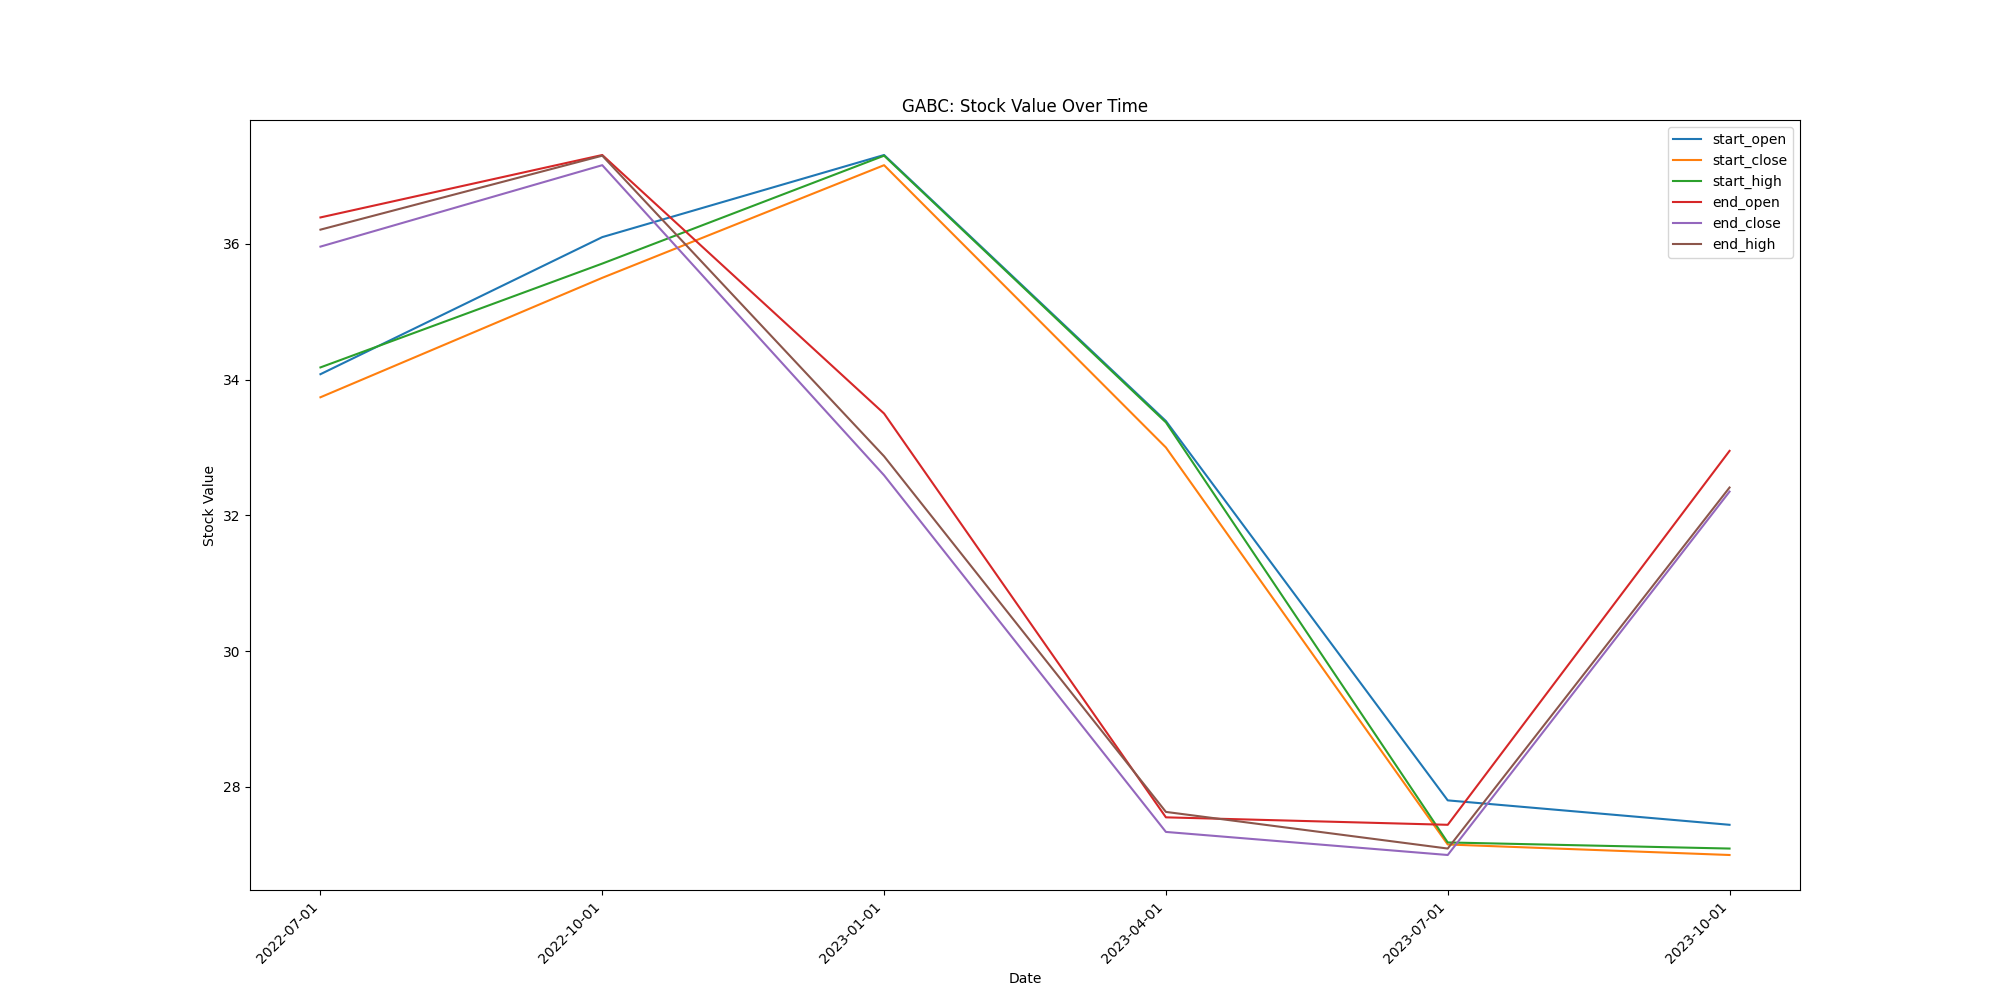 GABC: Stock Value Over Time
start_open
start_close
start_high
end_open
end_close
end_high
Stock Value
36
34
32
30
28
2022-07-01
2022-10-01
2023-01-01
2023-04-01
2023-07-01
2023-10-01
Date